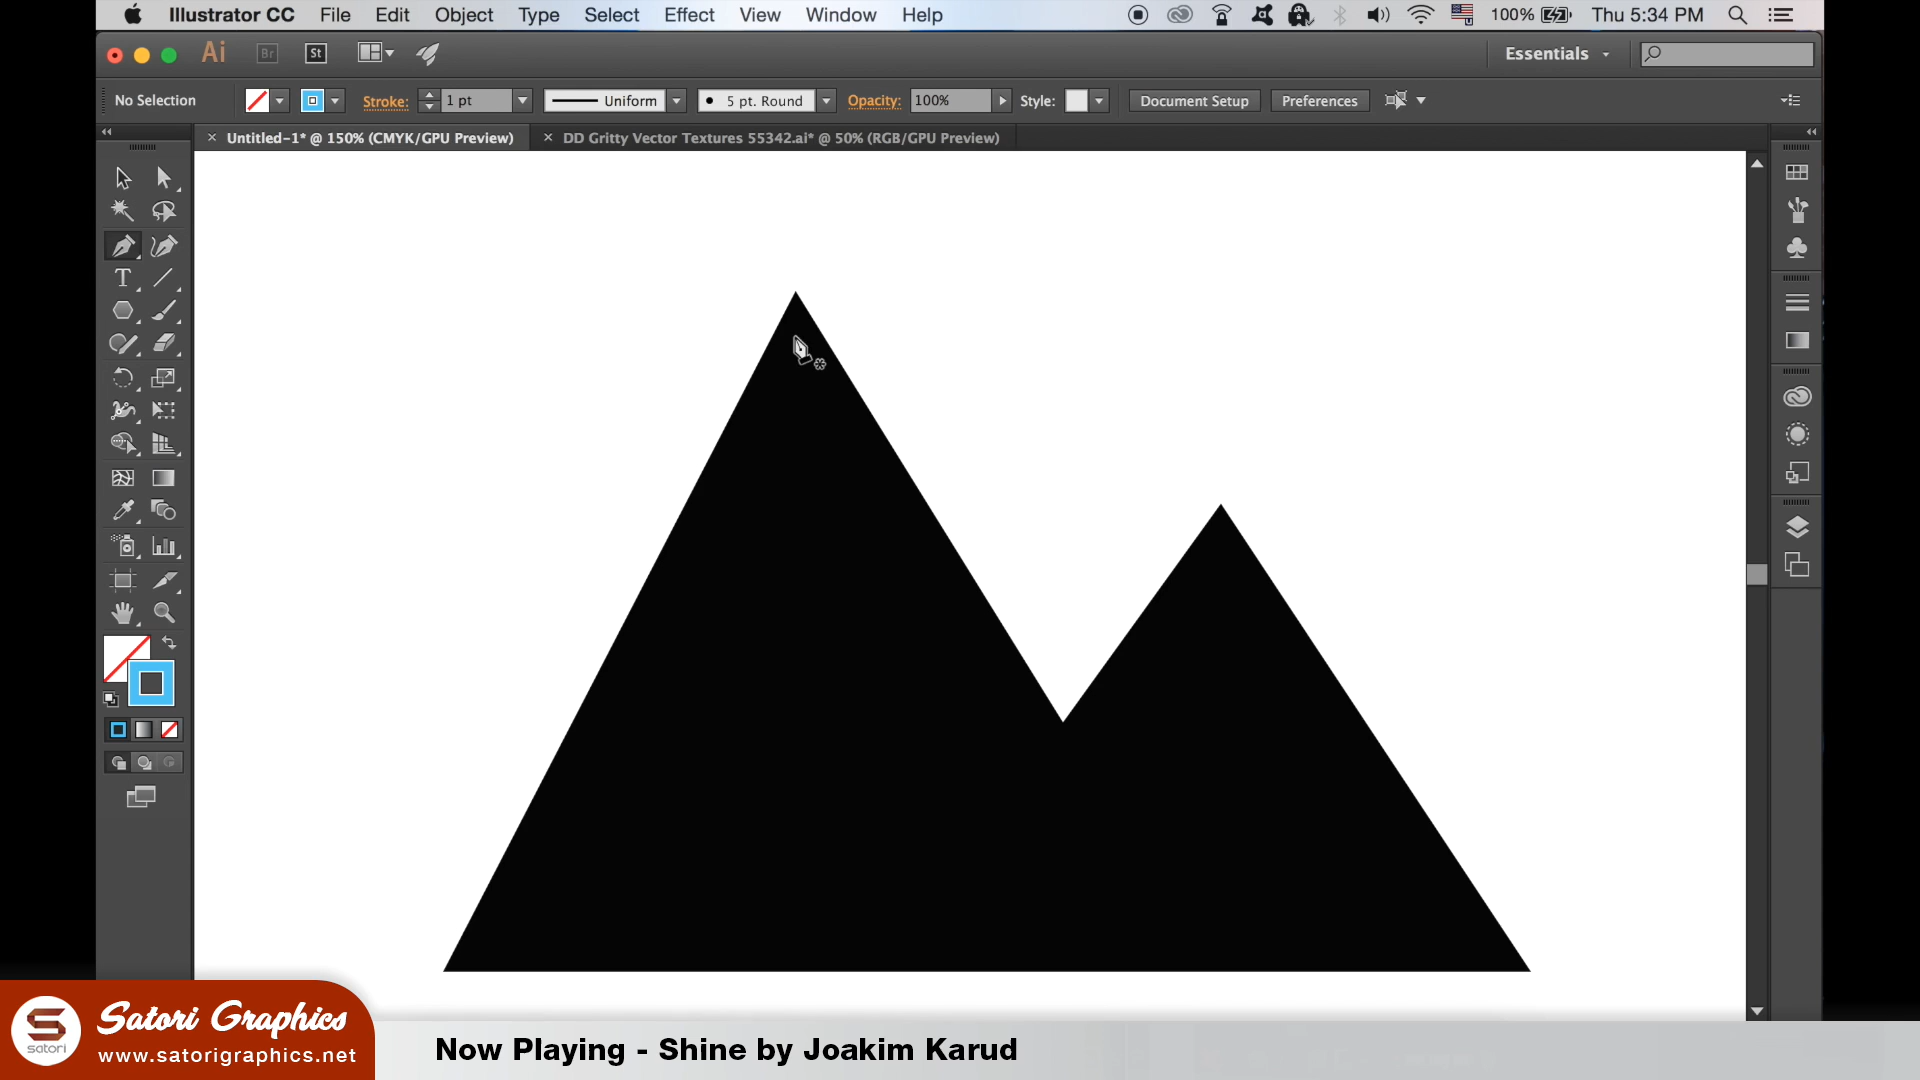 Illustrator CC File Edit Object Type Select Effect View Window Help 100% Thu 5:34 PM
Ai Br St Essentials
No Selection Stroke: 1 pt Uniform 5 pt. Round Opacity: 100% Style: Document Setup Preferences
× Untitled-1* @ 150% (CMYK/GPU Preview) × DD Gritty Vector Textures 55342.ai* @ 50% (RGB/GPU Preview)
T
Satori Graphics
satori
www.satorigraphics.net
Now Playing - Shine by Joakim Karud